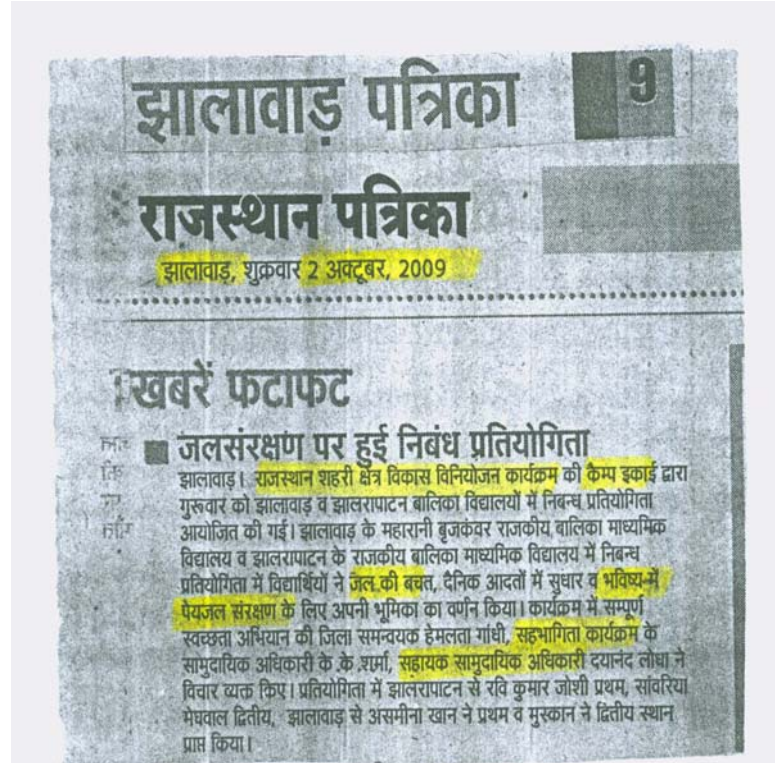 झालावाड़ पत्रिका 9
राजस्थान पत्रिका
झालावाड़, शुक्रवार 2 अक्टूबर, 2009
खबरें फटाफट
जलसंरक्षण पर हुई निबंध प्रतियोगिता
झालावाड़। राजस्थान शहरी क्षेत्र विकास विनियोजन कार्यक्रम की कैम्प इकाई द्वारा
गुरूवार को झालावाड़ व झालरापाटन बालिका विद्यालयों में निबन्ध प्रतियोगिता
आयोजित की गई। झालावाड़ के महारानी बृजकंवर राजकीय बालिका माध्यमिक
विद्यालय व झालरापाटन के राजकीय बालिका माध्यमिक विद्यालय में निबन्ध
प्रतियोगिता में विद्यार्थियों ने जल की बचत, दैनिक आदतों में सुधार व भविष्य में
पेयजल संरक्षण के लिए अपनी भूमिका का वर्णन किया। कार्यक्रम में सम्पूर्ण
स्वच्छता अभियान की जिला समन्वयक हेमलता गांधी, सहभागिता कार्यक्रम के
सामुदायिक अधिकारी के .के .शर्मा, सहायक सामुदायिक अधिकारी दयानंद लोधा ने
विचार व्यक्त किए। प्रतियोगिता में झालरापाटन से रवि कुमार जोशी प्रथम, सांवरिया
मेघवाल द्वितीय, झालावाड़ से असमीना खान ने प्रथम व मुस्कान ने द्वितीय स्थान
प्राप्त किया।